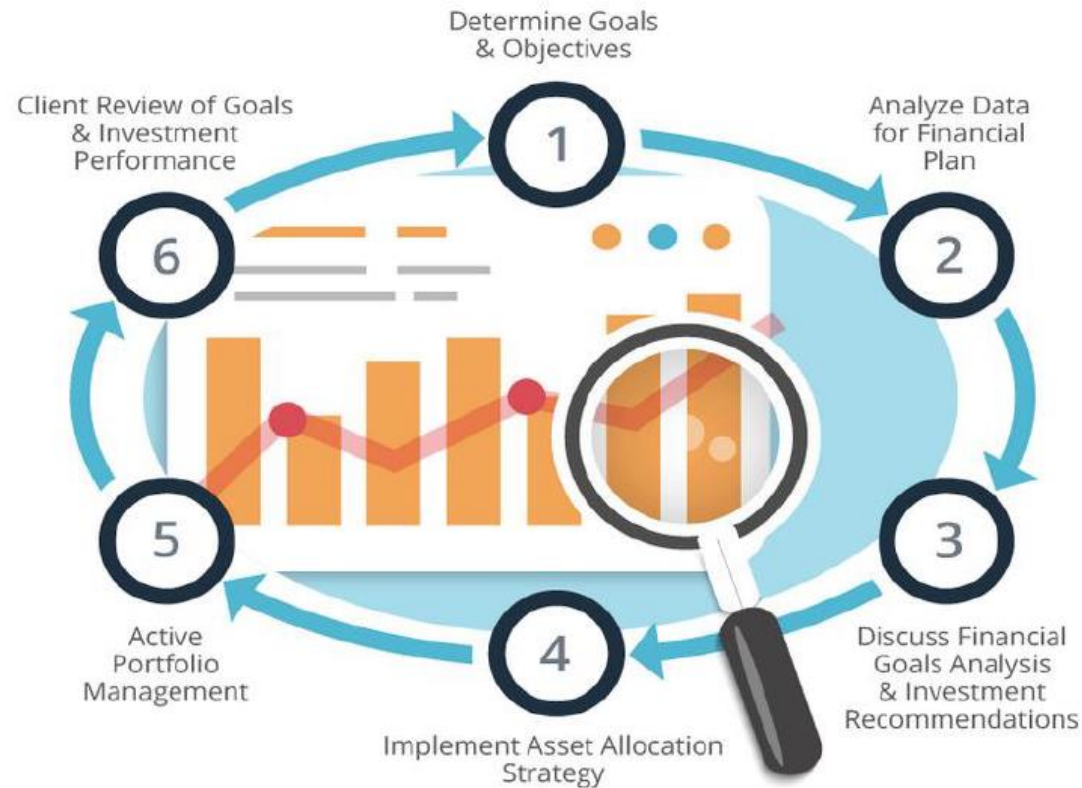 Determine Goals
& Objectives
1
Analyze Data
for Financial
Plan
2
3
Discuss Financial
Goals Analysis
& Investment
Recommendations
4
Implement Asset Allocation
Strategy
5
Active
Portfolio
Management
6
Client Review of Goals
& Investment
Performance